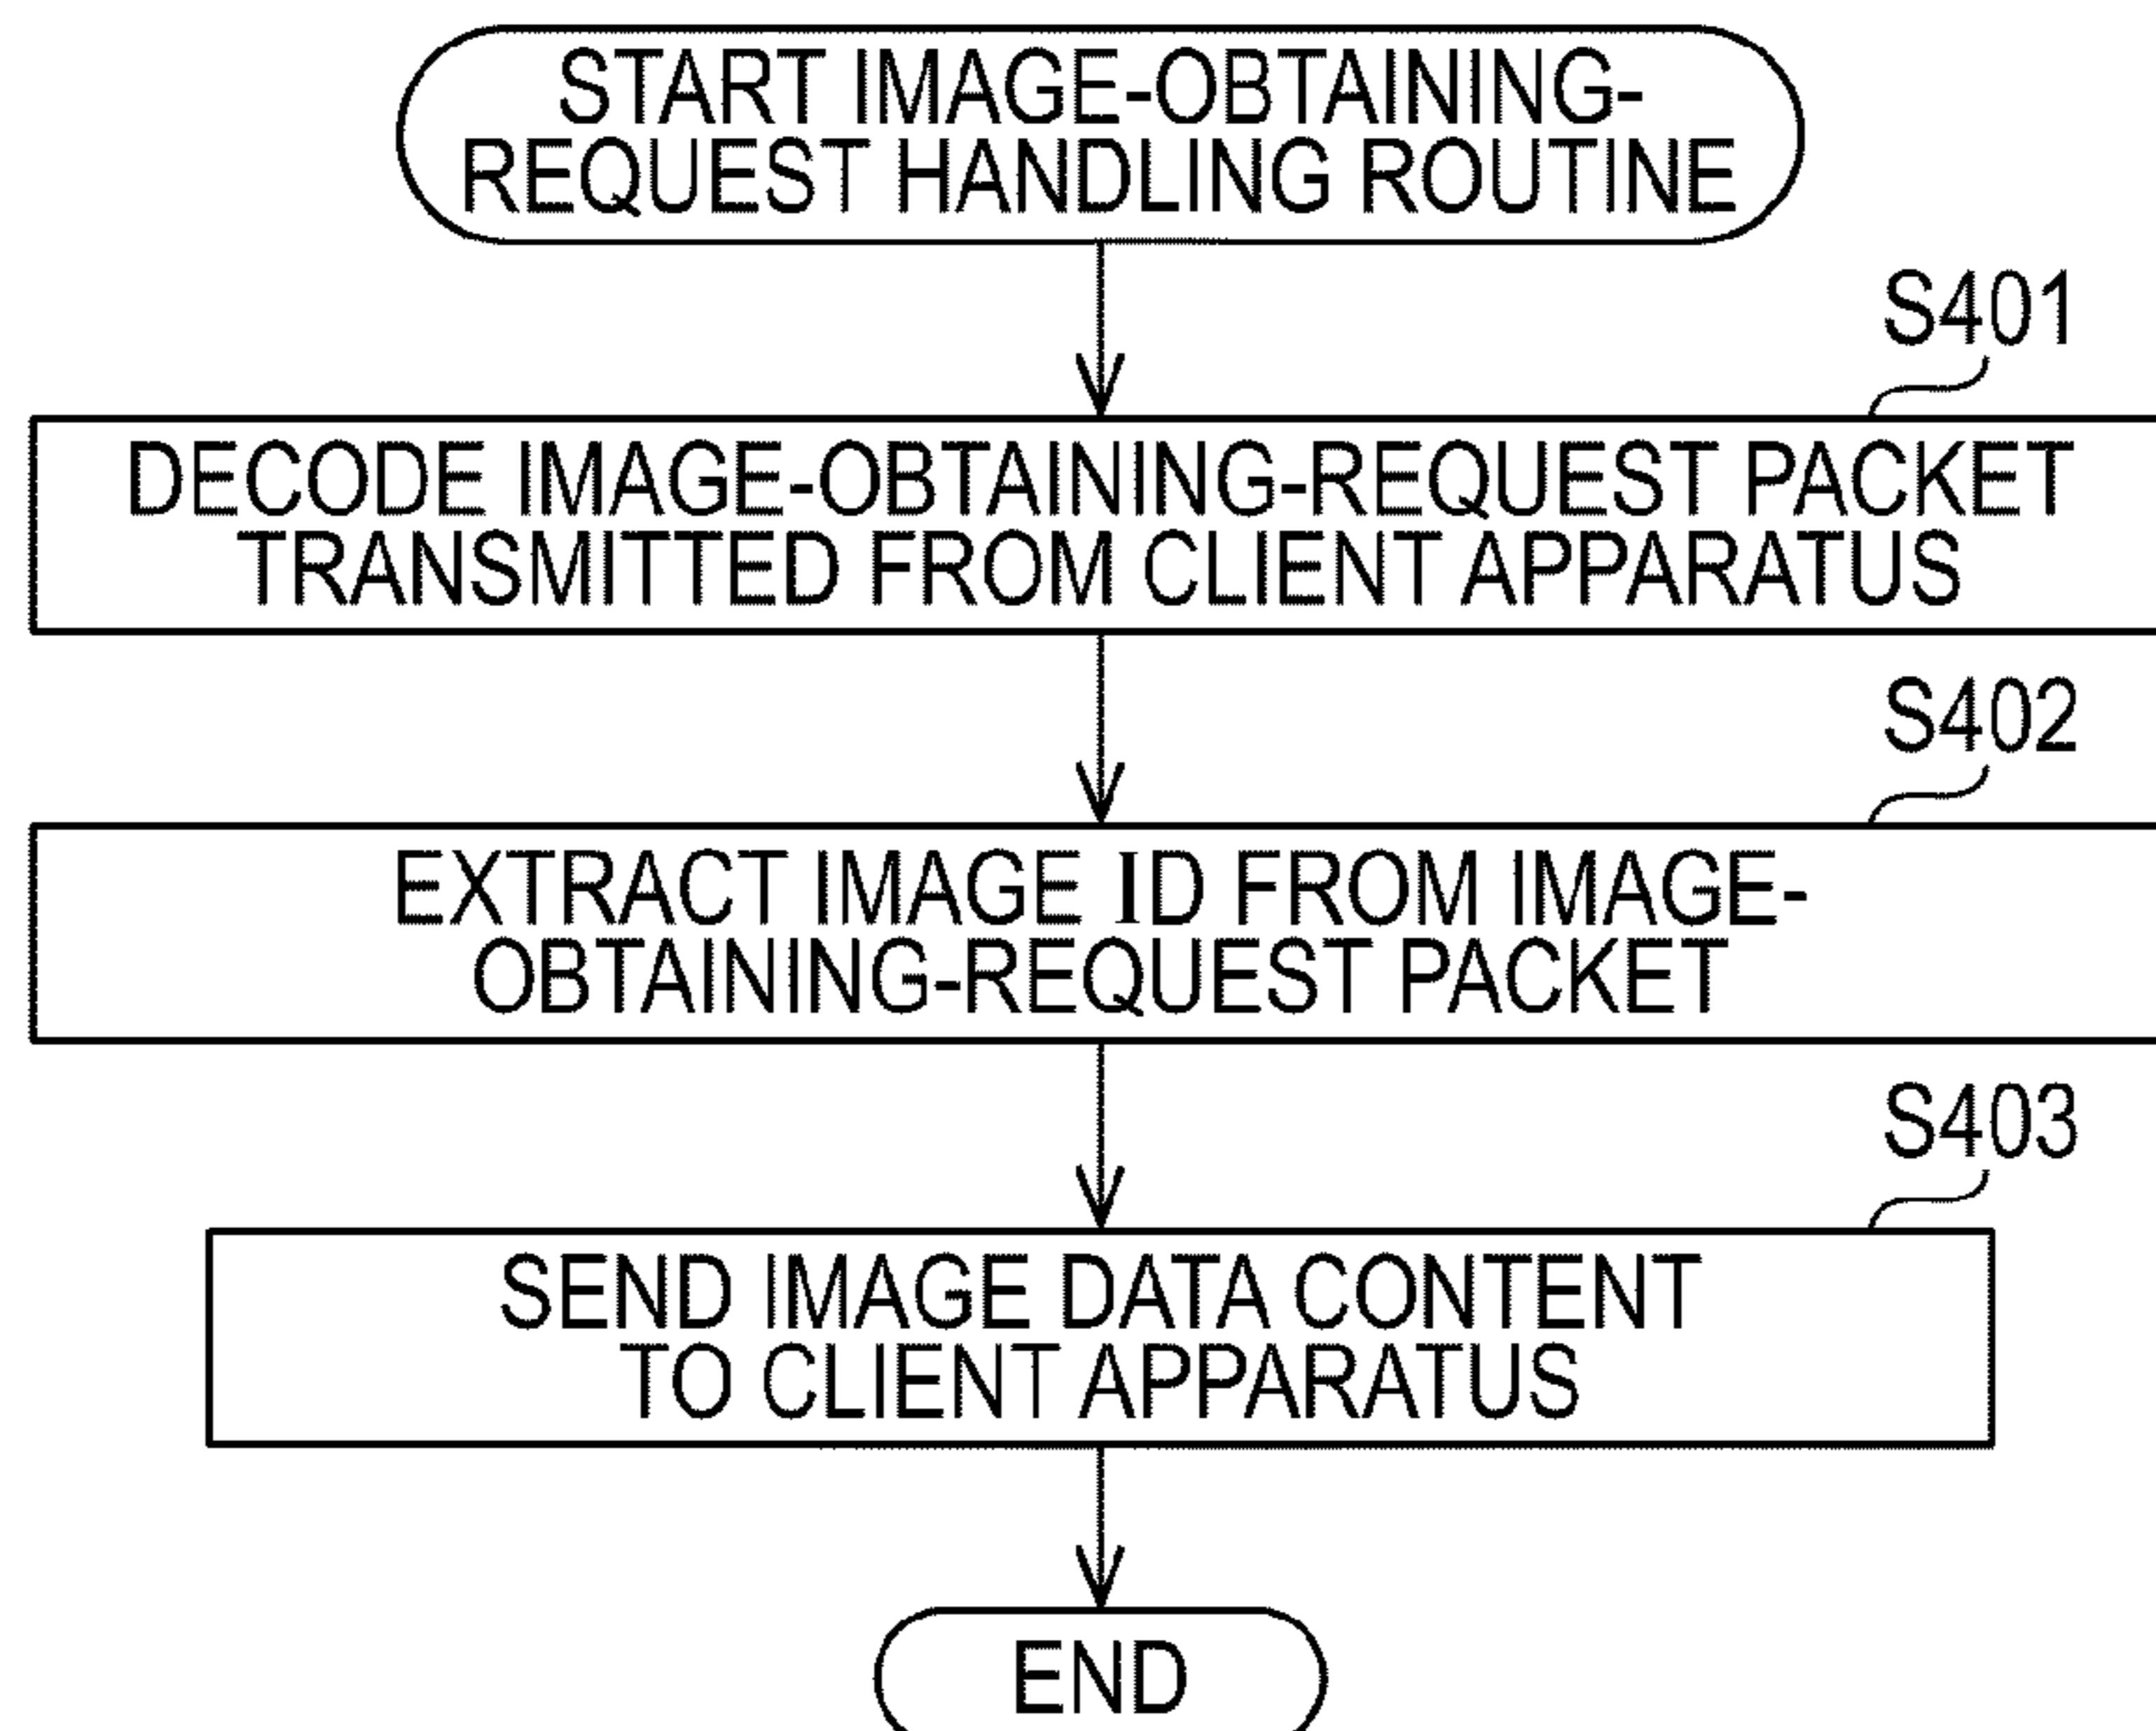 START IMAGE-OBTAINING-
REQUEST HANDLING ROUTINE
S401
DECODE IMAGE-OBTAINING-REQUEST PACKET
TRANSMITTED FROM CLIENT APPARATUS
S402
EXTRACT IMAGE ID FROM IMAGE-
OBTAINING-REQUEST PACKET
S403
SEND IMAGE DATA CONTENT
TO CLIENT APPARATUS
END